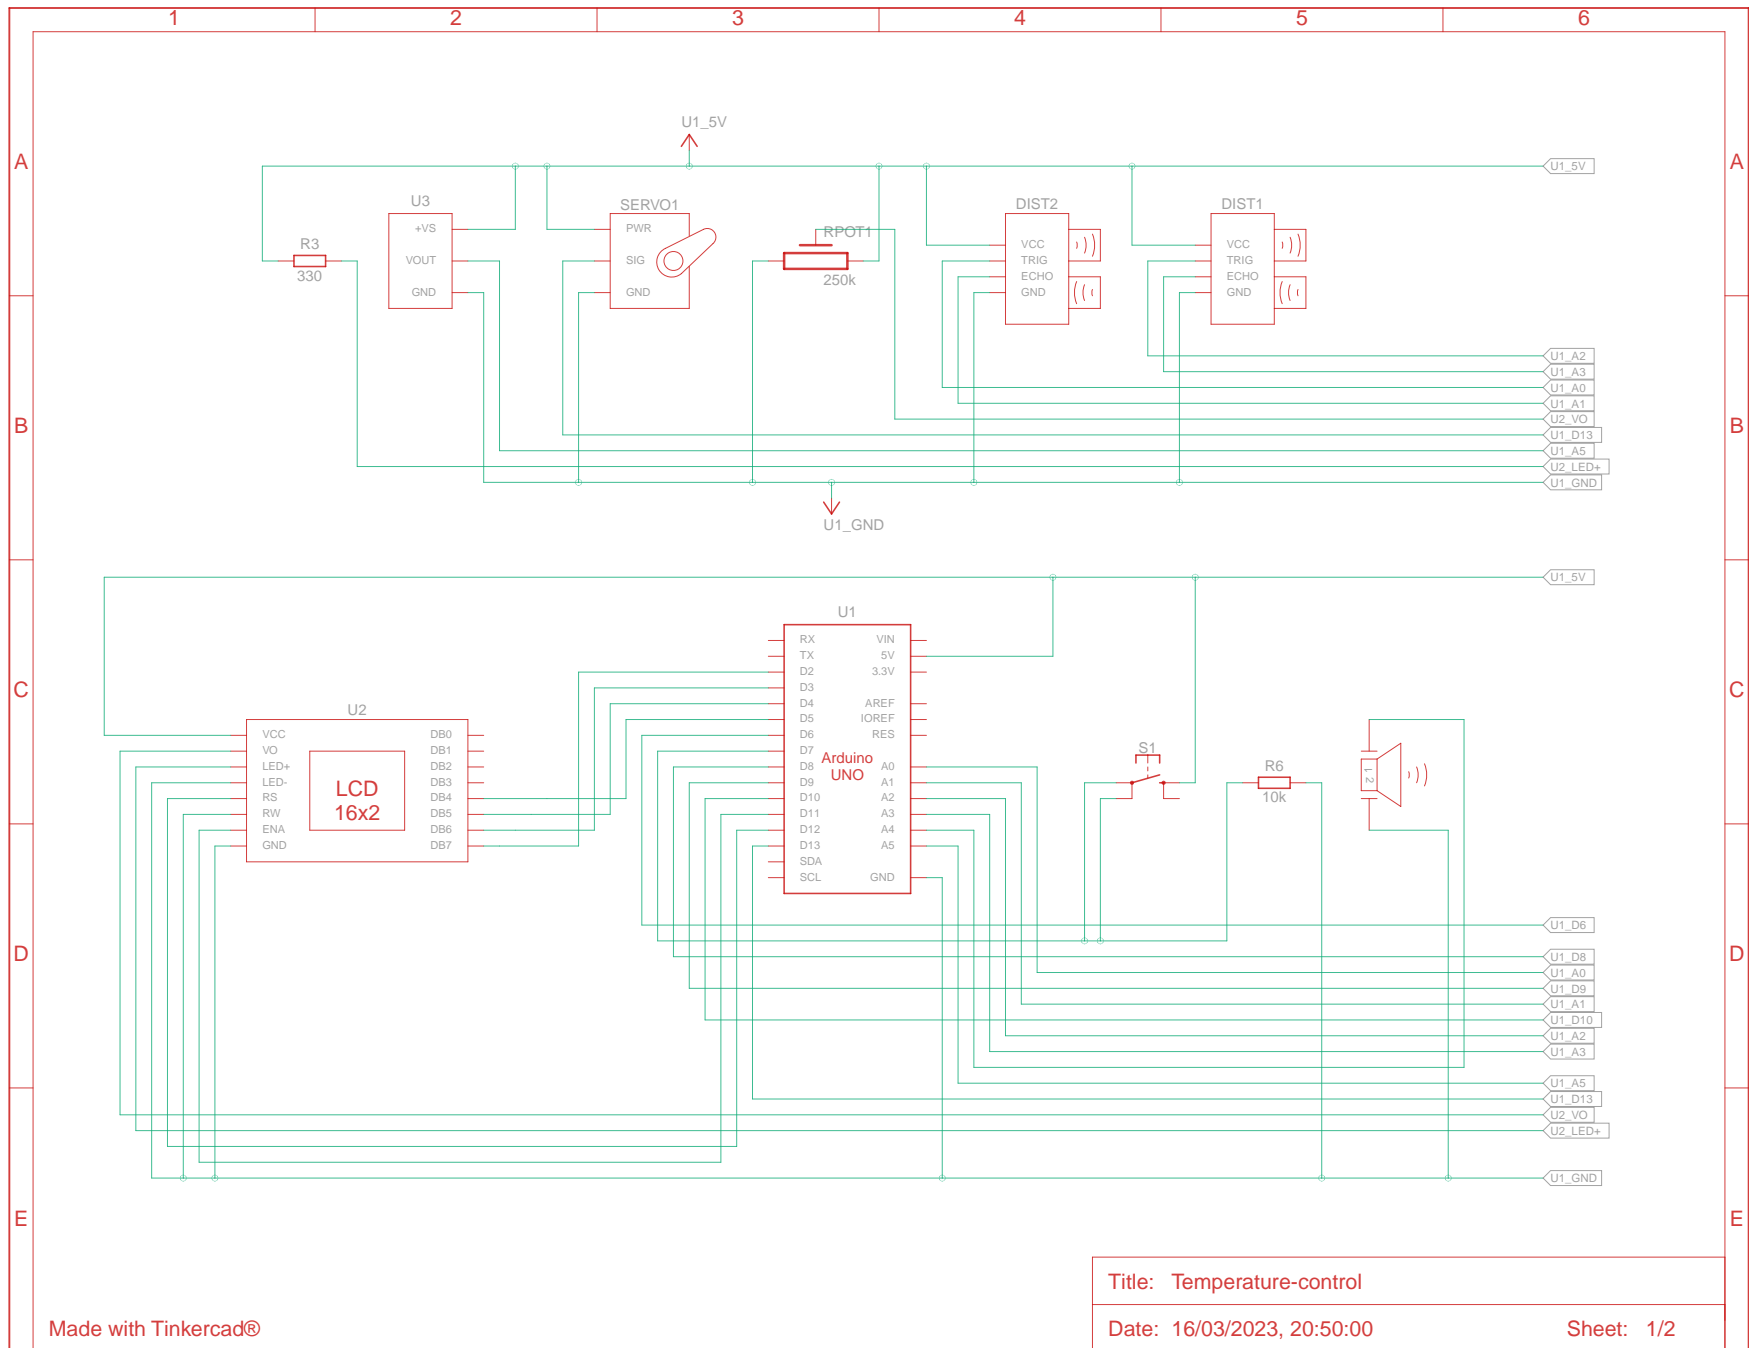 1 2 3 4 5 6
U1_5V
A A
U1_5V
U3 SERVO1 DIST2 DIST1
+VS PWR RPOT1
R3 VOUT SIG VCC VCC
330 TRIG TRIG
250k ECHO ECHO
GND GND GND GND
U1_A2
U1_A3
U1_A0
U1_A1
B B
U2_VO
U1_D13
U1_A5
U2_LED+
U1_GND
U1_GND
U1_5V
U1
RX VIN
TX 5V
D2 3.3V
D3
C C
D4 AREF
D5 IOREF
D6 RES
D7
D8 A0
D9 A1
D10 A2
D11 A3
D12 A4
D13 A5
SDA
SCL GND
Arduino
UNO
U2
VCC DB0
VO DB1
LED+ DB2
LED- DB3
RS DB4
RW DB5
ENA DB6
GND DB7
LCD
16x2
S1
R6
10k
1 2
U1_D6
D D
U1_D8
U1_A0
U1_D9
U1_A1
U1_D10
U1_A2
U1_A3
U1_A5
U1_D13
U2_VO
U2_LED+
U1_GND
E E
Title: Temperature-control
Made with Tinkercad®
Date: 16/03/2023, 20:50:00 Sheet: 1/2